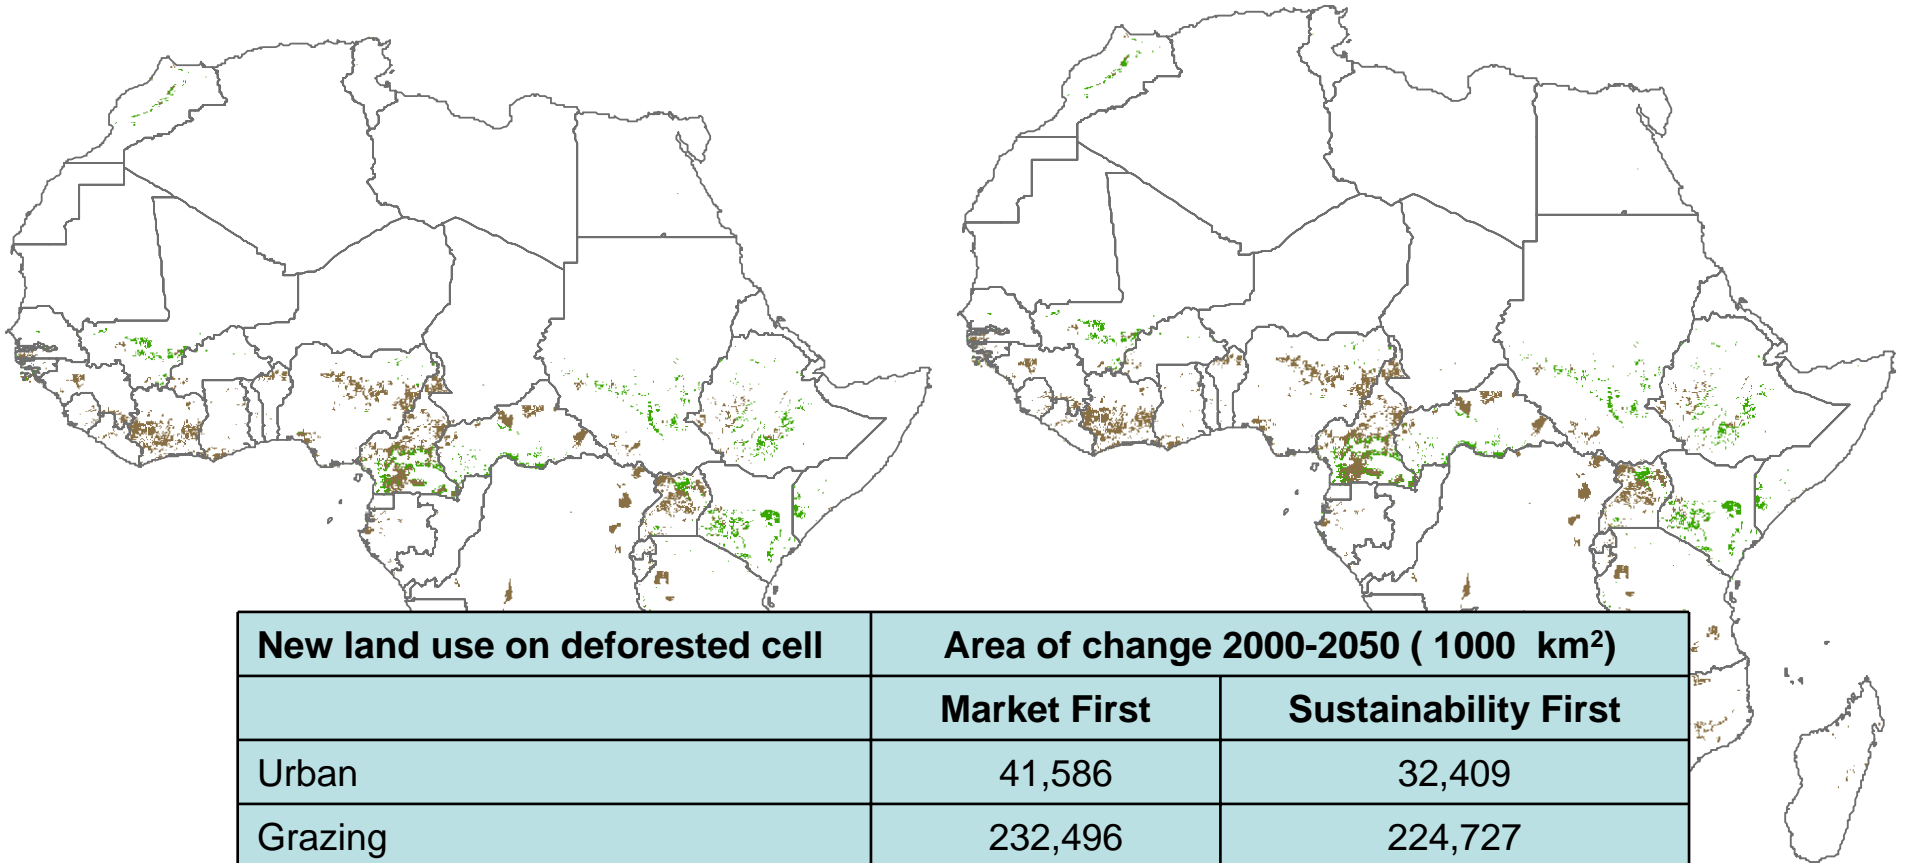 New land use on deforested cell Area of change 2000-2050 ( 1000 km²)
Market First Sustainability First
Urban 41,586 32,409
Grazing 232,496 224,727